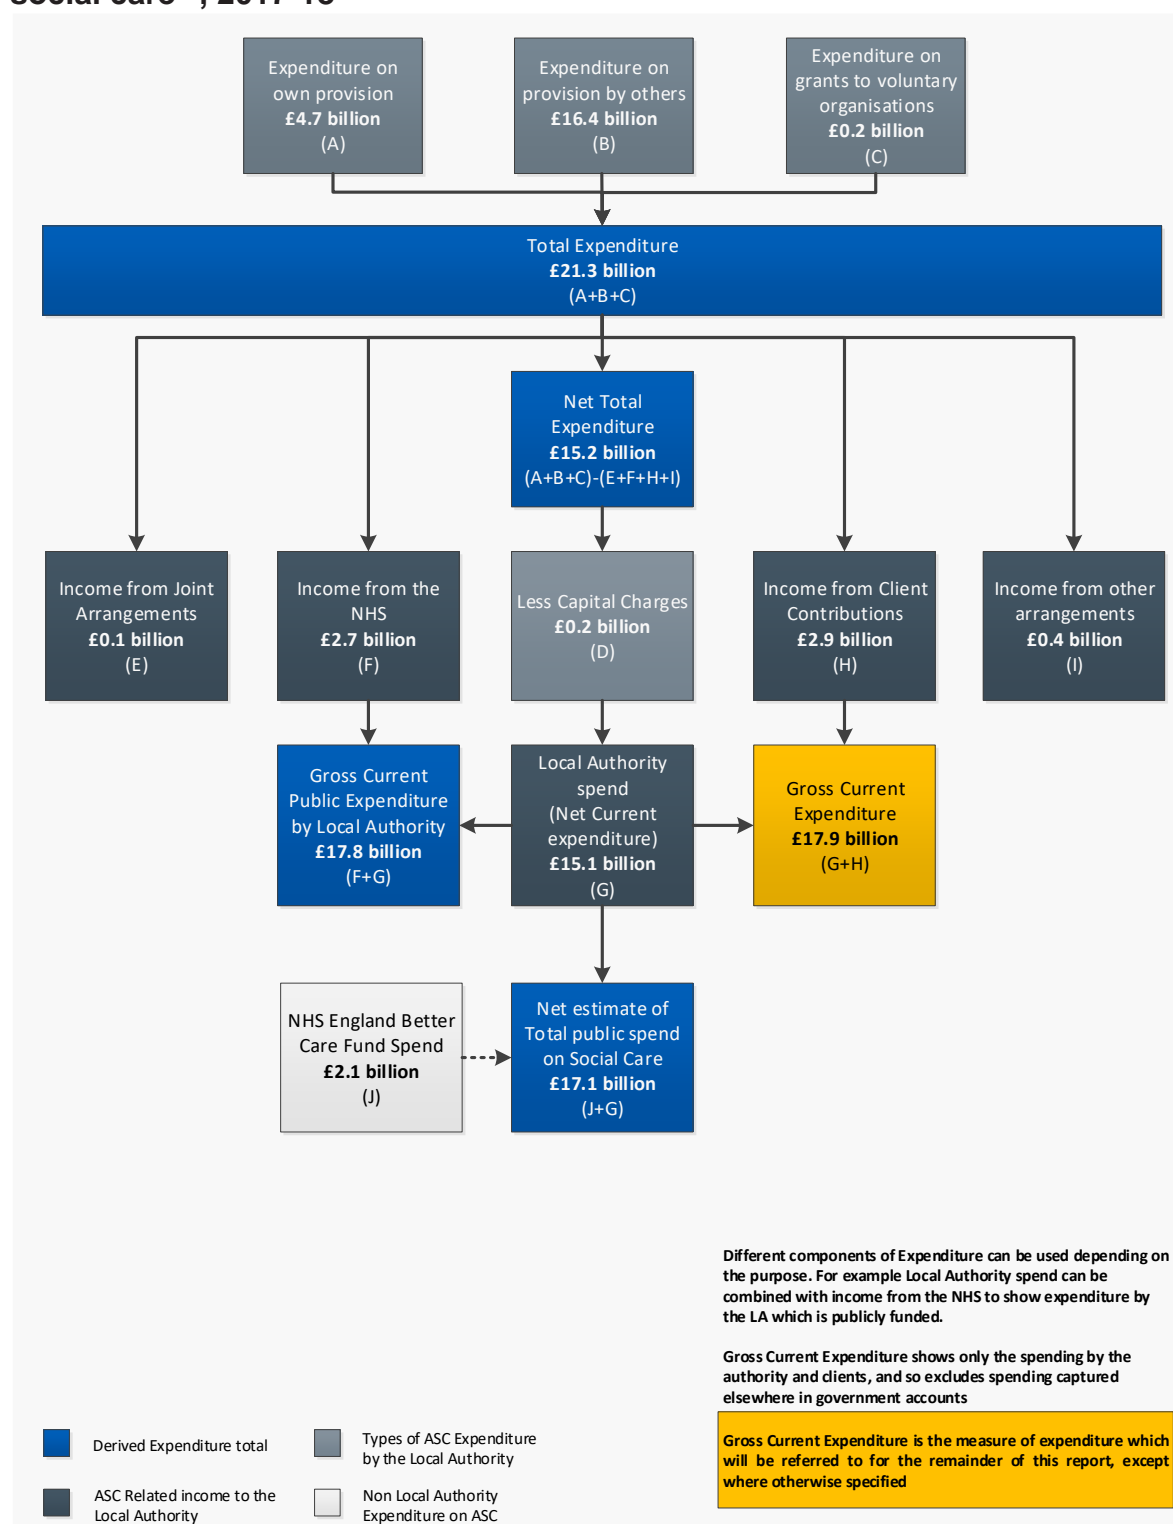 Expenditure on
own provision
£4.7 billion
(A)
Expenditure on
provision by others
£16.4 billion
(B)
Expenditure on
grants to voluntary
organisations
£0.2 billion
(C)
Total Expenditure
£21.3 billion
(A+B+C)
Net Total
Expenditure
£15.2 billion
(A+B+C)-(E+F+H+I)
Income from Joint
Arrangements
£0.1 billion
(E)
Income from the
NHS
£2.7 billion
(F)
Less Capital Charges
£0.2 billion
(D)
Income from Client
Contributions
£2.9 billion
(H)
Income from other
arrangements
£0.4 billion
(I)
Gross Current
Public Expenditure
by Local Authority
£17.8 billion
(F+G)
Local Authority
spend
(Net Current
expenditure)
£15.1 billion
(G)
Gross Current
Expenditure
£17.9 billion
(G+H)
NHS England Better
Care Fund Spend
£2.1 billion
(J)
Net estimate of
Total public spend
on Social Care
£17.1 billion
(J+G)
Different components of Expenditure can be used depending on
the purpose. For example Local Authority spend can be
combined with income from the NHS to show expenditure by
the LA which is publicly funded.
Gross Current Expenditure shows only the spending by the
authority and clients, and so excludes spending captured
elsewhere in government accounts
Gross Current Expenditure is the measure of expenditure which
will be referred to for the remainder of this report, except
where otherwise specified
Derived Expenditure total
Types of ASC Expenditure
by the Local Authority
ASC Related income to the
Local Authority
Non Local Authority
Expenditure on ASC